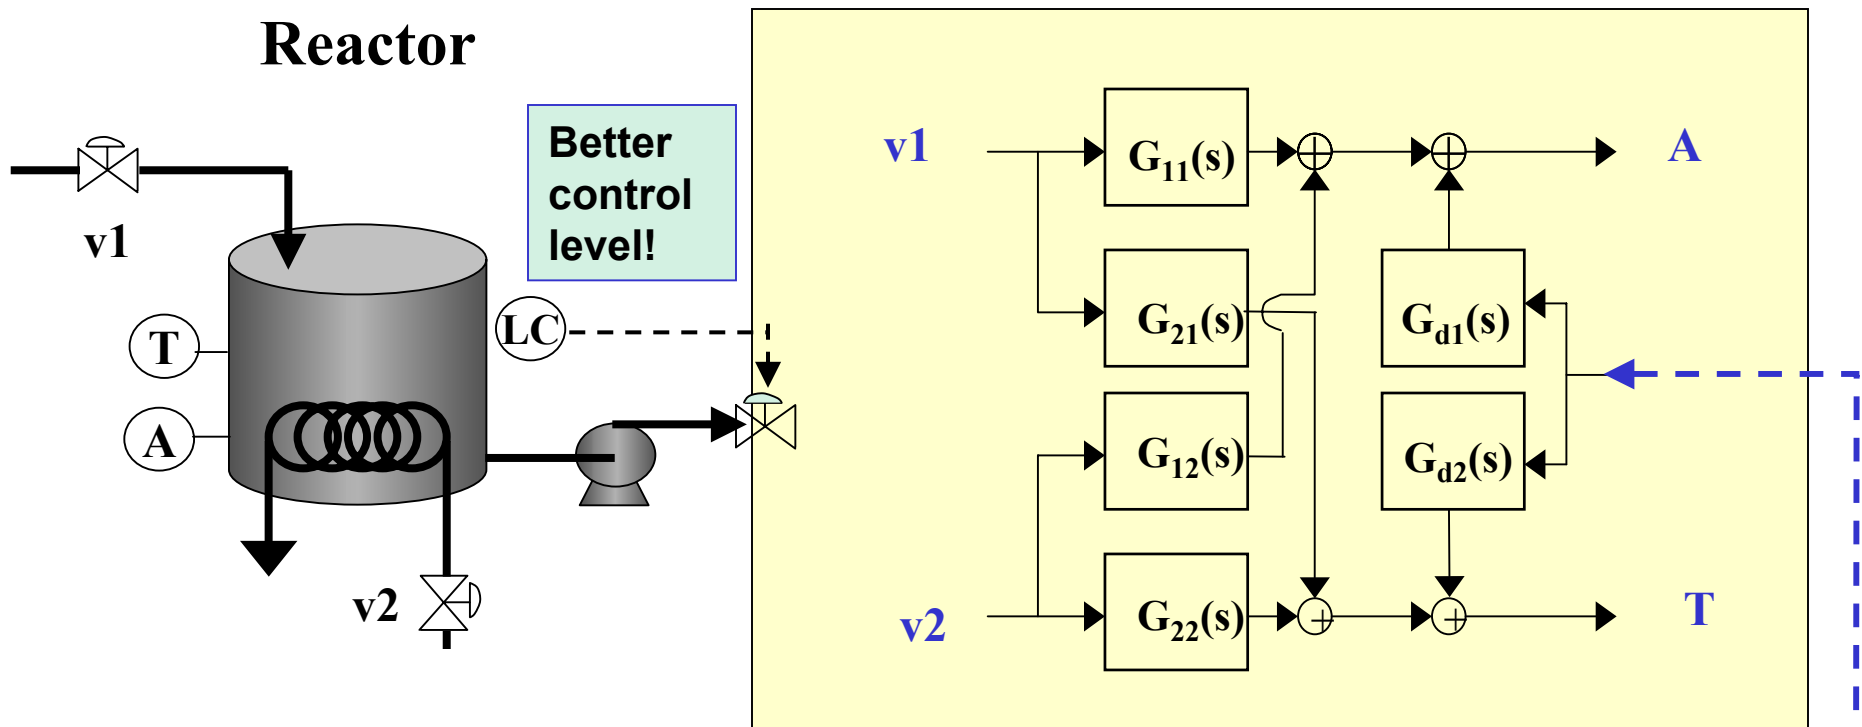 Reactor
Better
control
level!
v1
T
A
LC
v2
v1
G11(s)
A
G21(s)
Gd1(s)
G12(s)
Gd2(s)
v2
G22(s)
T